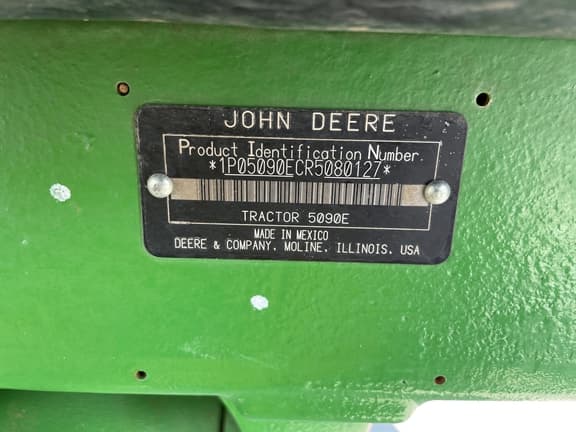 JOHN DEERE
Product Identification Number
*1P05090ECR5080127*
TRACTOR 5090E
MADE IN MEXICO
DEERE & COMPANY. MOLINE. ILLINOIS. USA